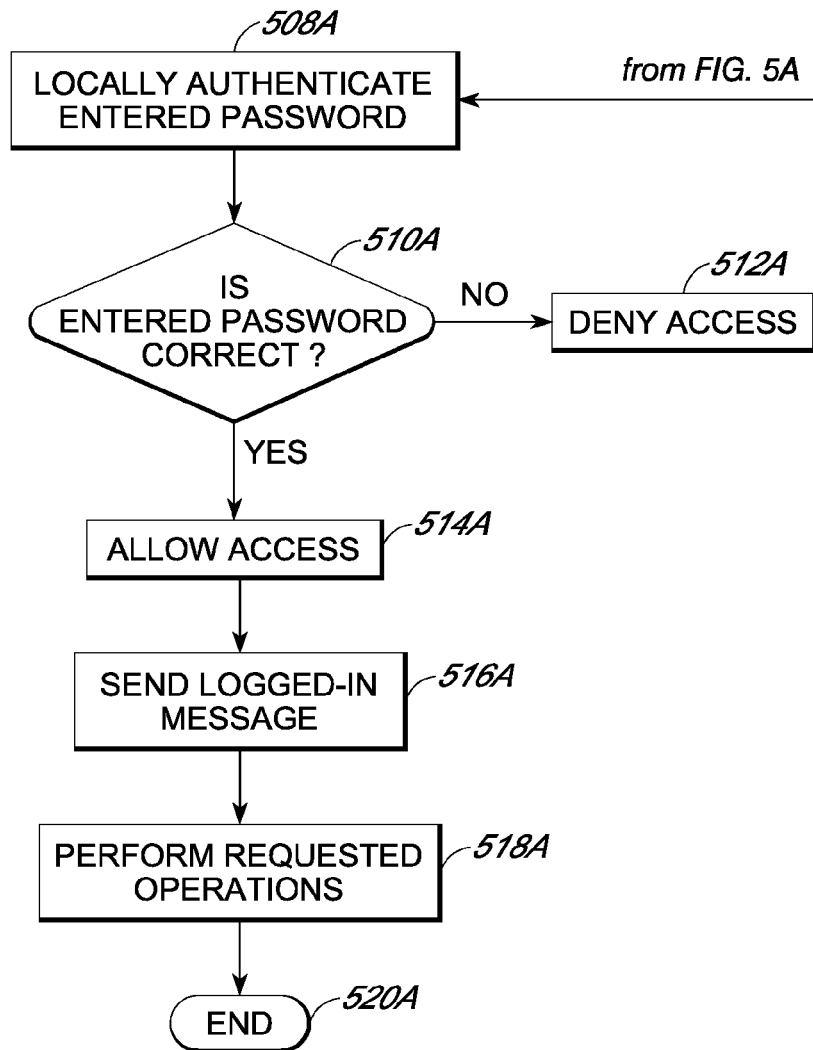 508A
LOCALLY AUTHENTICATE
ENTERED PASSWORD
from FIG. 5A
510A
IS
ENTERED PASSWORD
CORRECT ?
NO
512A
DENY ACCESS
YES
514A
ALLOW ACCESS
516A
SEND LOGGED-IN
MESSAGE
518A
PERFORM REQUESTED
OPERATIONS
520A
END